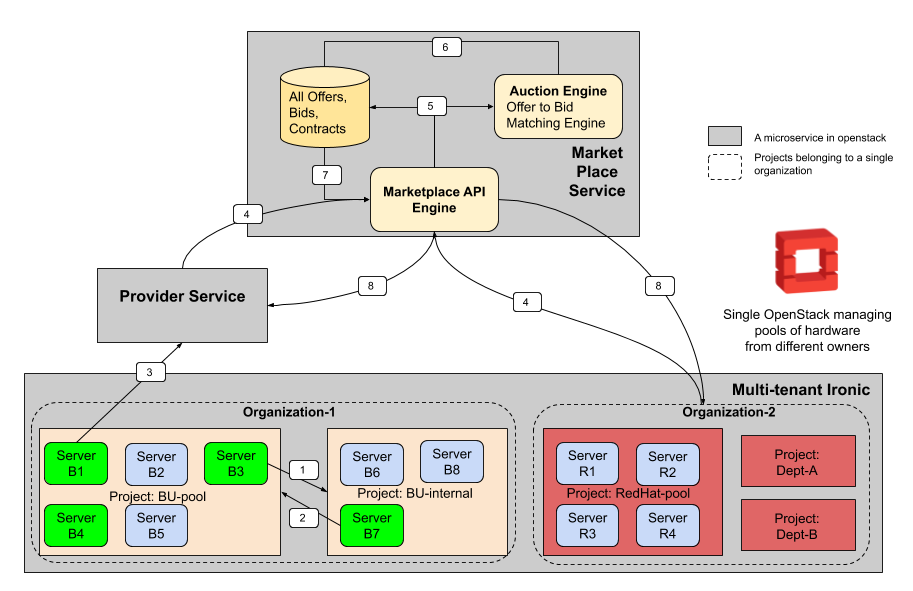 6
All Offers,
Bids,
Contracts
5
Auction Engine
Offer to Bid
Matching Engine
Market
Place
Service
7
Marketplace API
Engine
4
8
4
8
Provider Service
3
A microservice in openstack
Projects belonging to a single
organization
Single OpenStack managing
pools of hardware
from different owners
Multi-tenant Ironic
Organization-1
Server
B1
Server
B2
Server
B3
Project: BU-pool
Server
B4
Server
B5
1
2
Server
B6
Server
B8
Project: BU-internal
Server
B7
Organization-2
Server
R1
Server
R2
Project: RedHat-pool
Server
R3
Server
R4
Project:
Dept-A
Project:
Dept-B